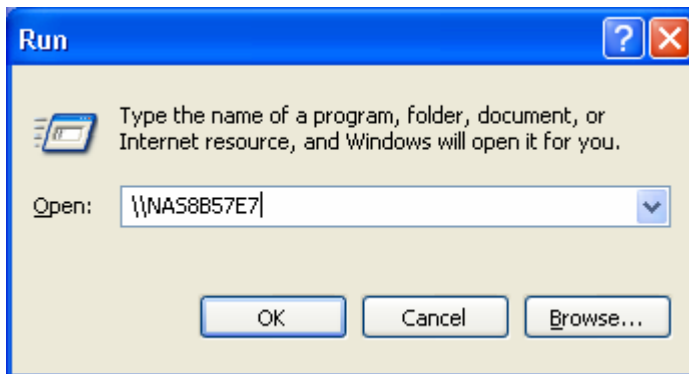 Run
Type the name of a program, folder, document, or
Internet resource, and Windows will open it for you.
Open: \\NAS8B57E7
OK Cancel Browse...